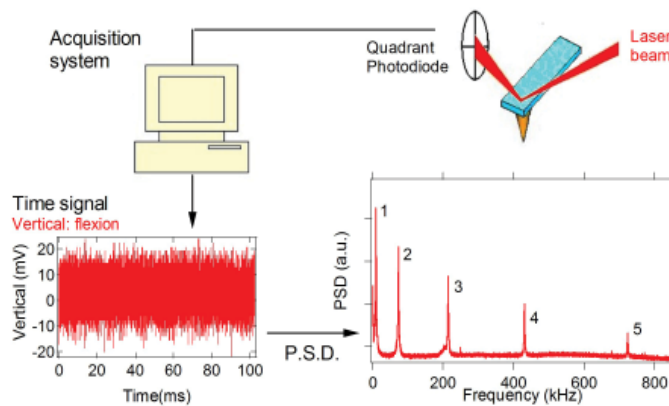 Acquisition
system
Quadrant
Photodiode
Laser
beam
Time signal
Vertical: flexion
Vertical (mV)
20
10
0
-10
-20
0 20 40 60 80 100
Time(ms)
P.S.D.
PSD (a.u.)
1
2
3
4
5
0 200 400 600 800
Frequency (kHz)